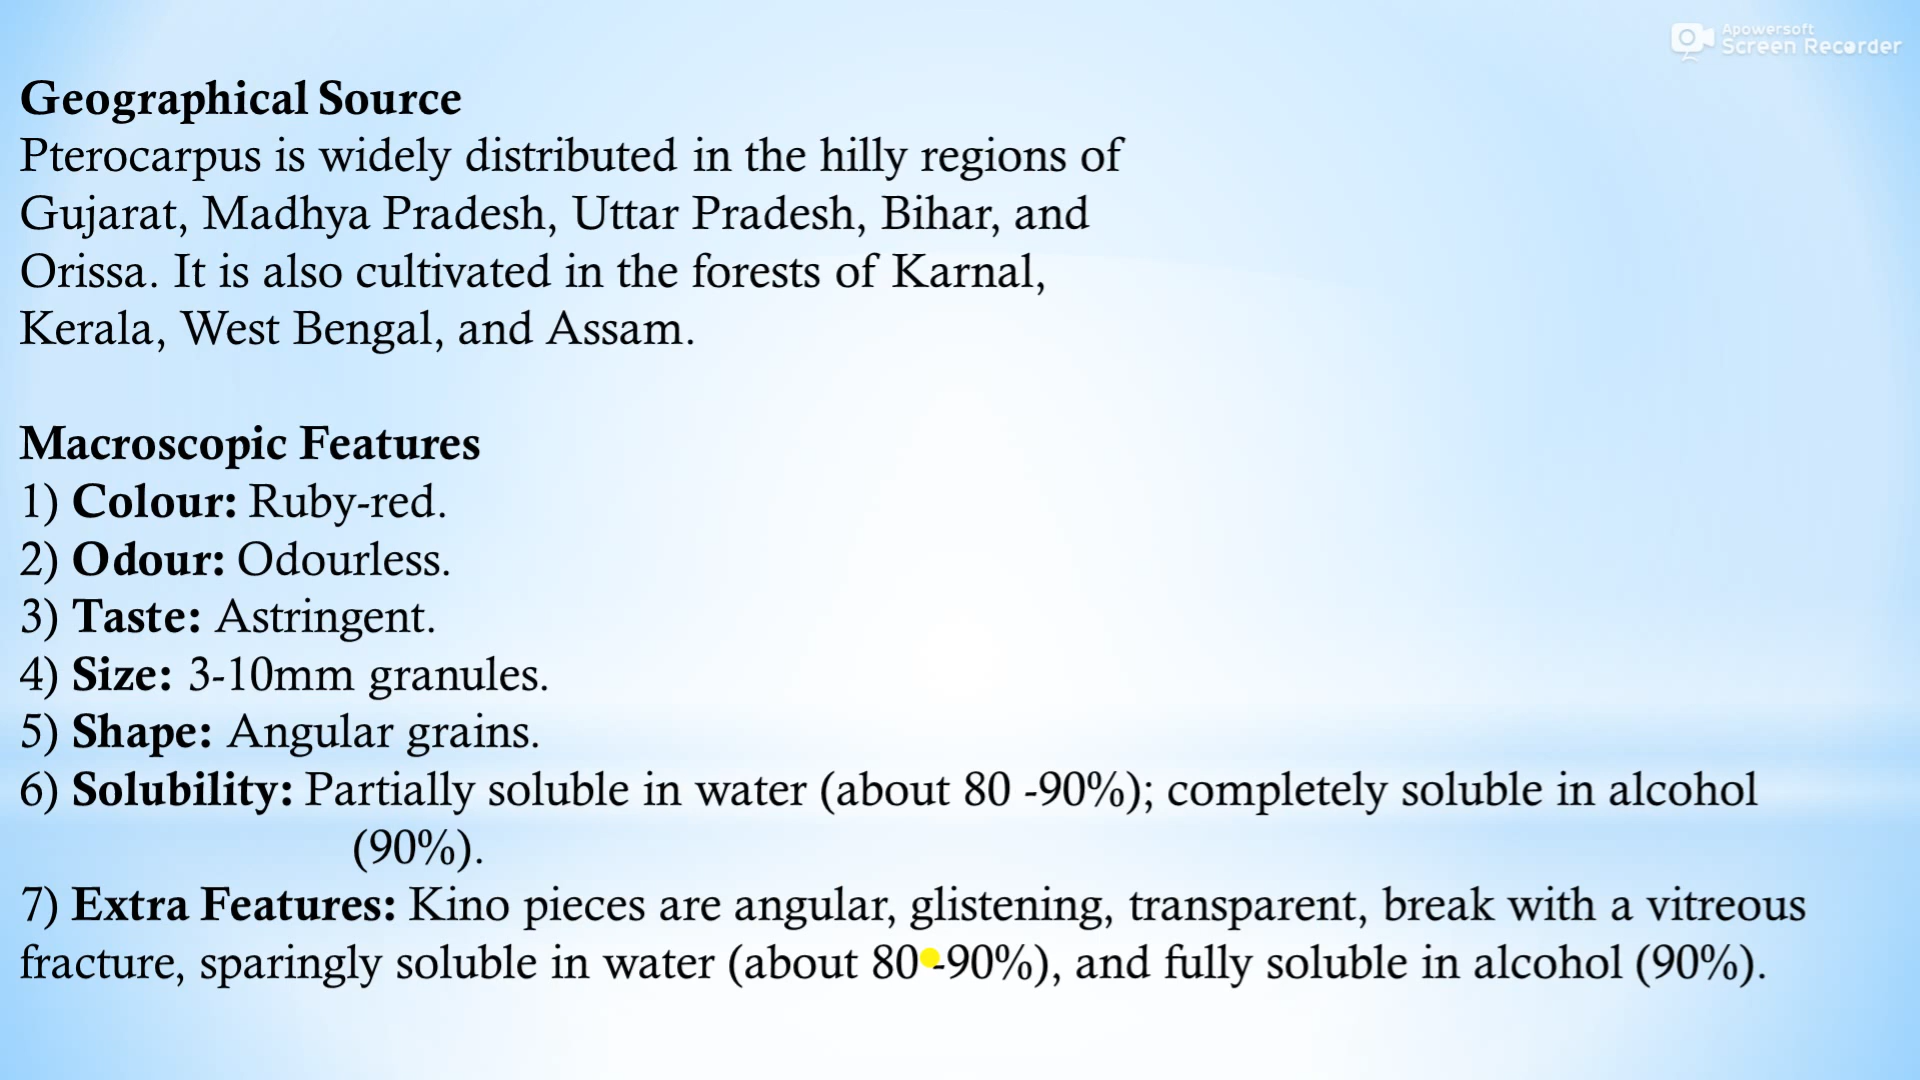 Apowersoft
Screen Recorder
Geographical Source
Pterocarpus is widely distributed in the hilly regions of
Gujarat, Madhya Pradesh, Uttar Pradesh, Bihar, and
Orissa. It is also cultivated in the forests of Karnal,
Kerala, West Bengal, and Assam.
Macroscopic Features
1) Colour: Ruby-red.
2) Odour: Odourless.
3) Taste: Astringent.
4) Size: 3-10mm granules.
5) Shape: Angular grains.
6) Solubility: Partially soluble in water (about 80 -90%); completely soluble in alcohol
(90%).
7) Extra Features: Kino pieces are angular, glistening, transparent, break with a vitreous
fracture, sparingly soluble in water (about 80 -90%), and fully soluble in alcohol (90%).